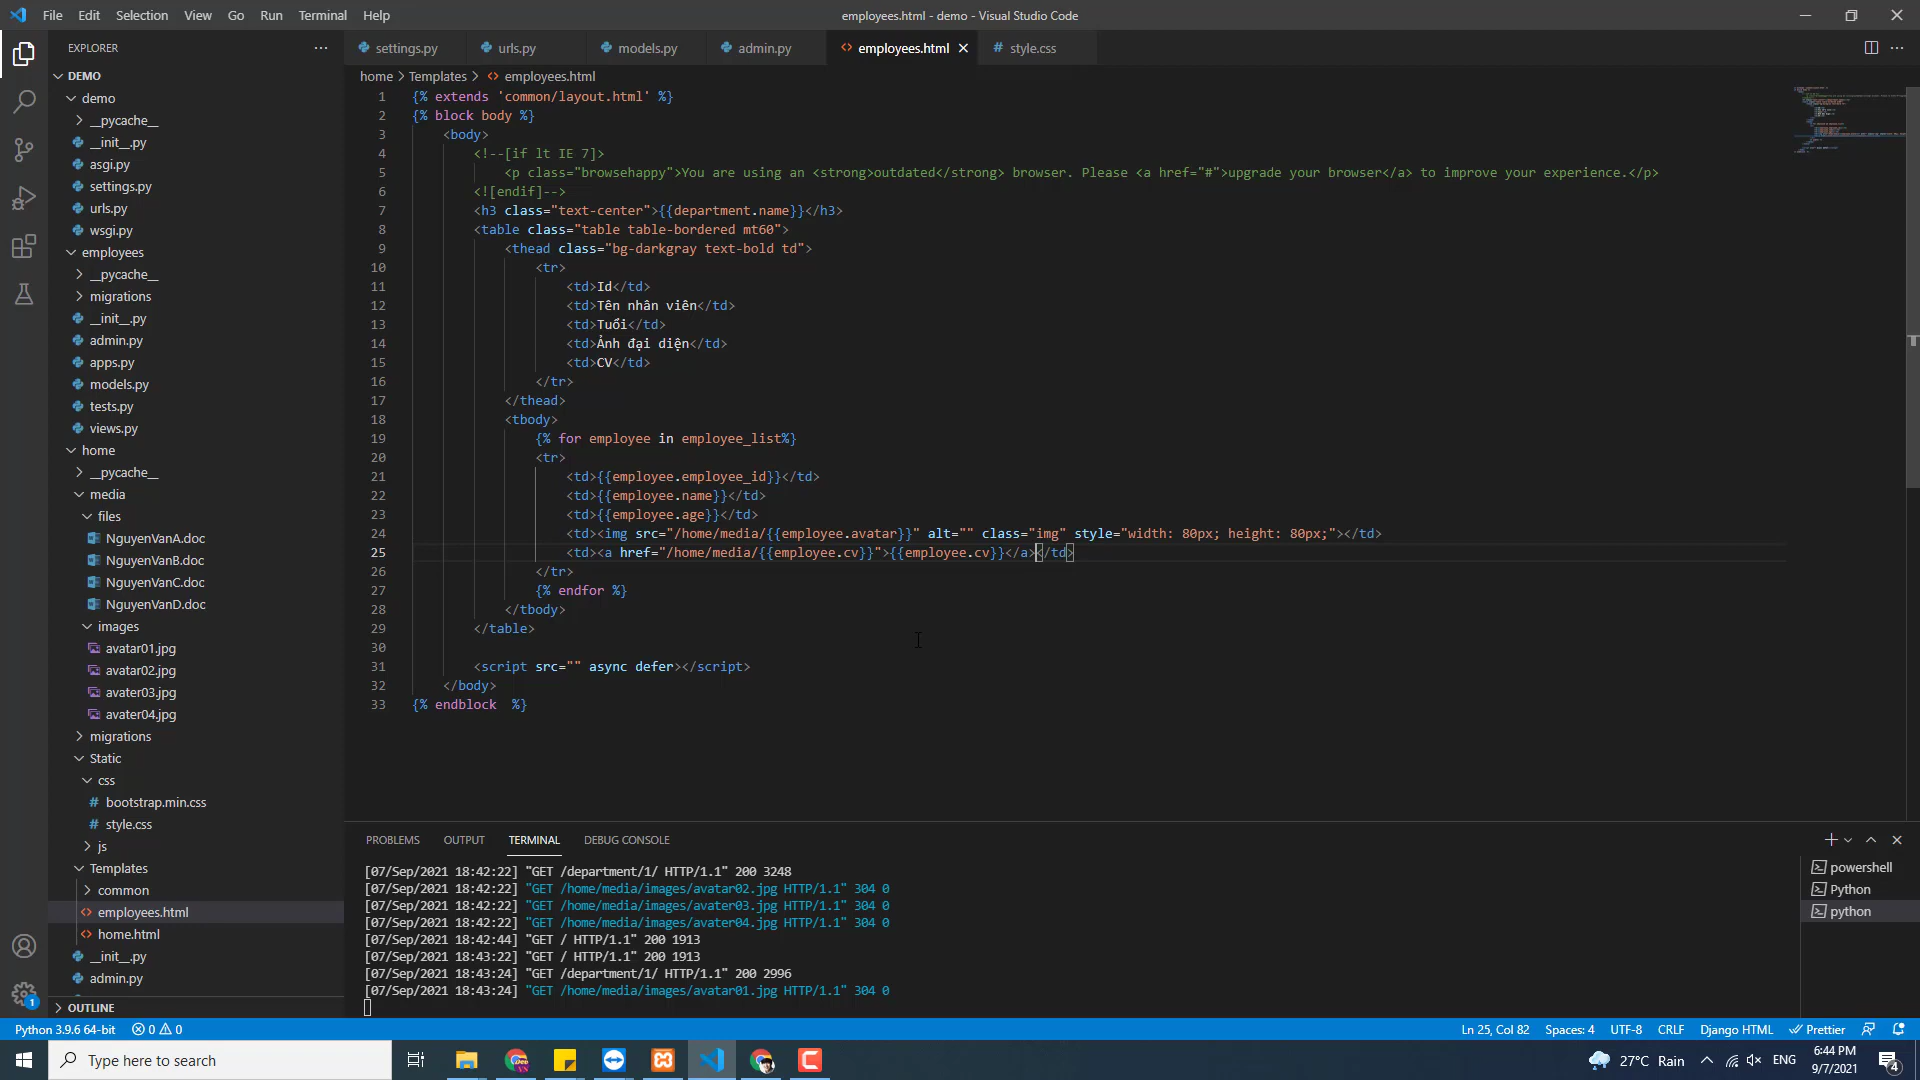 File Edit Selection View Go Run Terminal Help
employees.html - demo - Visual Studio Code
EXPLORER
DEMO
demo
__pycache__
__init__.py
asgi.py
settings.py
urls.py
wsgi.py
employees
__pycache__
migrations
__init__.py
admin.py
apps.py
models.py
tests.py
views.py
home
__pycache__
media
files
NguyenVanA.doc
NguyenVanB.doc
NguyenVanC.doc
NguyenVanD.doc
images
avatar01.jpg
avatar02.jpg
avater03.jpg
avater04.jpg
migrations
Static
css
bootstrap.min.css
style.css
js
Templates
common
employees.html
home.html
__init__.py
admin.py
OUTLINE
settings.py urls.py models.py admin.py employees.html style.css
home > Templates > employees.html
1 {% extends 'common/layout.html' %}
2 {% block body %}
3 <body>
4 <!--[if lt IE 7]>
5 <p class="browsehappy">You are using an <strong>outdated</strong> browser. Please <a href="#">upgrade your browser</a> to improve your experience.</p>
6 <![endif]-->
7 <h3 class="text-center">{{department.name}}</h3>
8 <table class="table table-bordered mt60">
9 <thead class="bg-darkgray text-bold td">
10 <tr>
11 <td>Id</td>
12 <td>Tên nhân viên</td>
13 <td>Tuổi</td>
14 <td>Ảnh đại diện</td>
15 <td>CV</td>
16 </tr>
17 </thead>
18 <tbody>
19 {% for employee in employee_list%}
20 <tr>
21 <td>{{employee.employee_id}}</td>
22 <td>{{employee.name}}</td>
23 <td>{{employee.age}}</td>
24 <td><img src="/home/media/{{employee.avatar}}" alt="" class="img" style="width: 80px; height: 80px;"></td>
25 <td><a href="/home/media/{{employee.cv}}">{{employee.cv}}</a></td>
26 </tr>
27 {% endfor %}
28 </tbody>
29 </table>
30
31 <script src="" async defer></script>
32 </body>
33 {% endblock  %}
PROBLEMS OUTPUT TERMINAL DEBUG CONSOLE
[07/Sep/2021 18:42:22] "GET /department/1/ HTTP/1.1" 200 3248
[07/Sep/2021 18:42:22] "GET /home/media/images/avatar02.jpg HTTP/1.1" 304 0
[07/Sep/2021 18:42:22] "GET /home/media/images/avater03.jpg HTTP/1.1" 304 0
[07/Sep/2021 18:42:22] "GET /home/media/images/avater04.jpg HTTP/1.1" 304 0
[07/Sep/2021 18:42:44] "GET / HTTP/1.1" 200 1913
[07/Sep/2021 18:43:22] "GET / HTTP/1.1" 200 1913
[07/Sep/2021 18:43:24] "GET /department/1/ HTTP/1.1" 200 2996
[07/Sep/2021 18:43:24] "GET /home/media/images/avatar01.jpg HTTP/1.1" 304 0
powershell
Python
python
1
Python 3.9.6 64-bit 0 0 Ln 25, Col 82 Spaces: 4 UTF-8 CRLF Django HTML Prettier
Type here to search
27°C Rain ENG 6:44 PM
9/7/2021
4